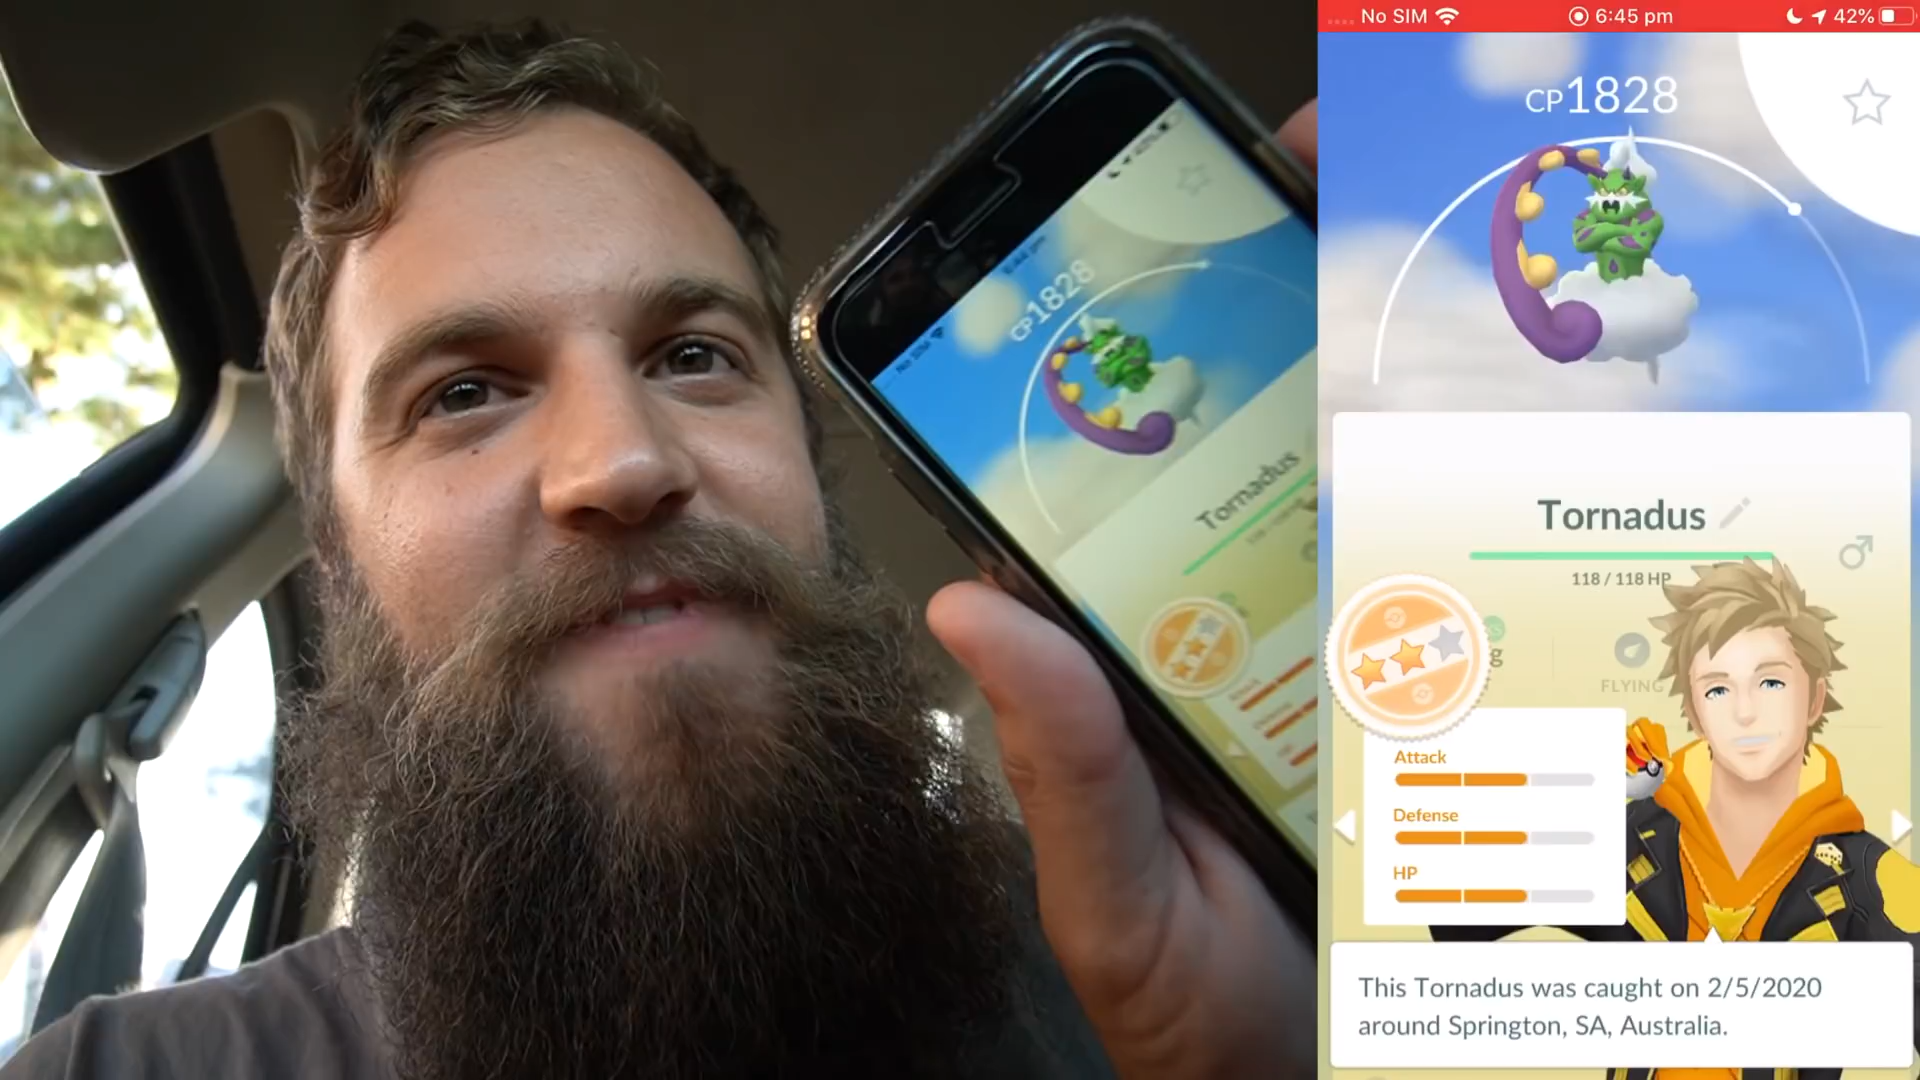 No SIM 6:45 pm 42%
CP1828
Tornadus
118 / 118 HP
g
FLYING
Attack
Defense
HP
This Tornadus was caught on 2/5/2020
around Springton, SA, Australia.
CP1828
Tornadus